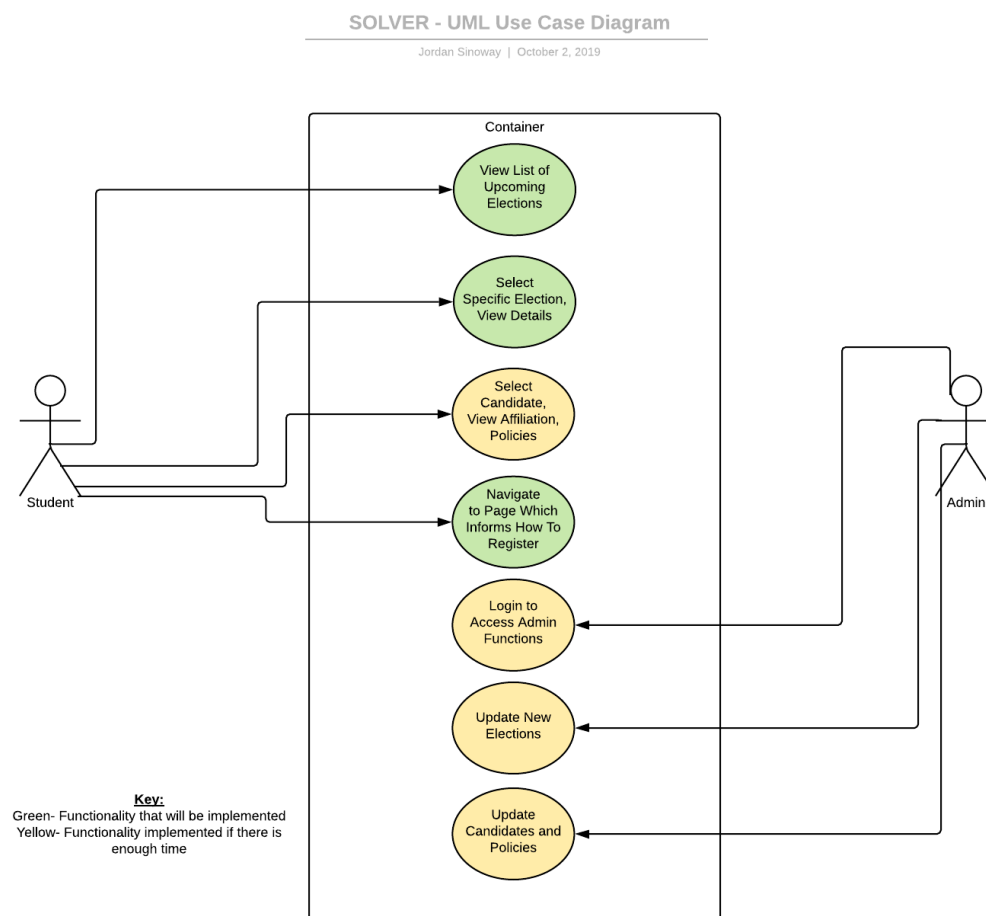 SOLVER - UML Use Case Diagram
Jordan Sinoway | October 2, 2019
Container
View List of
Upcoming
Elections
Select
Specific Election,
View Details
Select
Candidate,
View Affiliation,
Policies
Student
Admin
Navigate
to Page Which
Informs How To
Register
Login to
Access Admin
Functions
Update New
Elections
Update
Candidates and
Policies
Key:
Green- Functionality that will be implemented
Yellow- Functionality implemented if there is
enough time